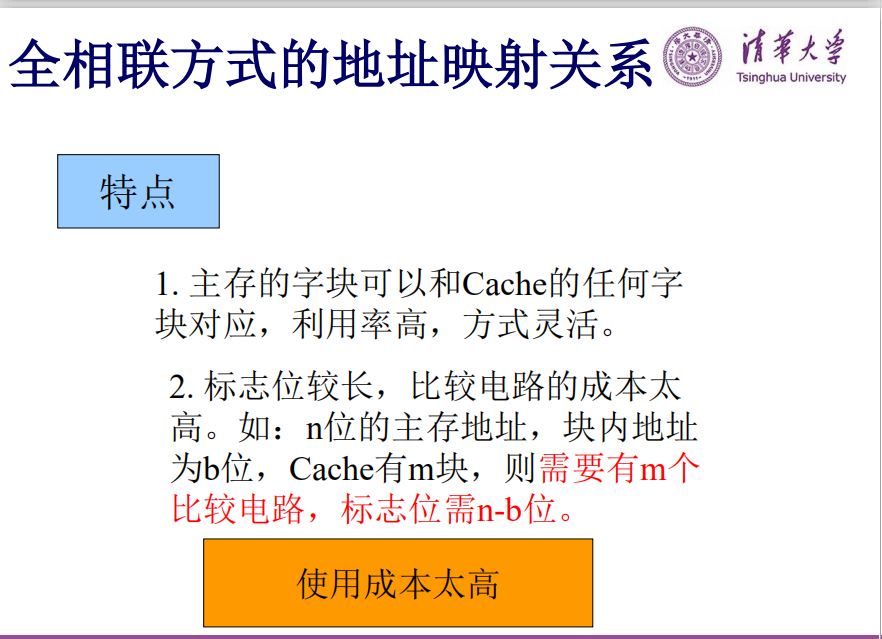 全相联方式的地址映射关系
清华大学
Tsinghua University
特点
1. 主存的字块可以和Cache的任何字
块对应，利用率高，方式灵活。
2. 标志位较长，比较电路的成本太
高。如：n位的主存地址，块内地址
为b位，Cache有m块，则需要有m个
比较电路，标志位需n-b位。
使用成本太高